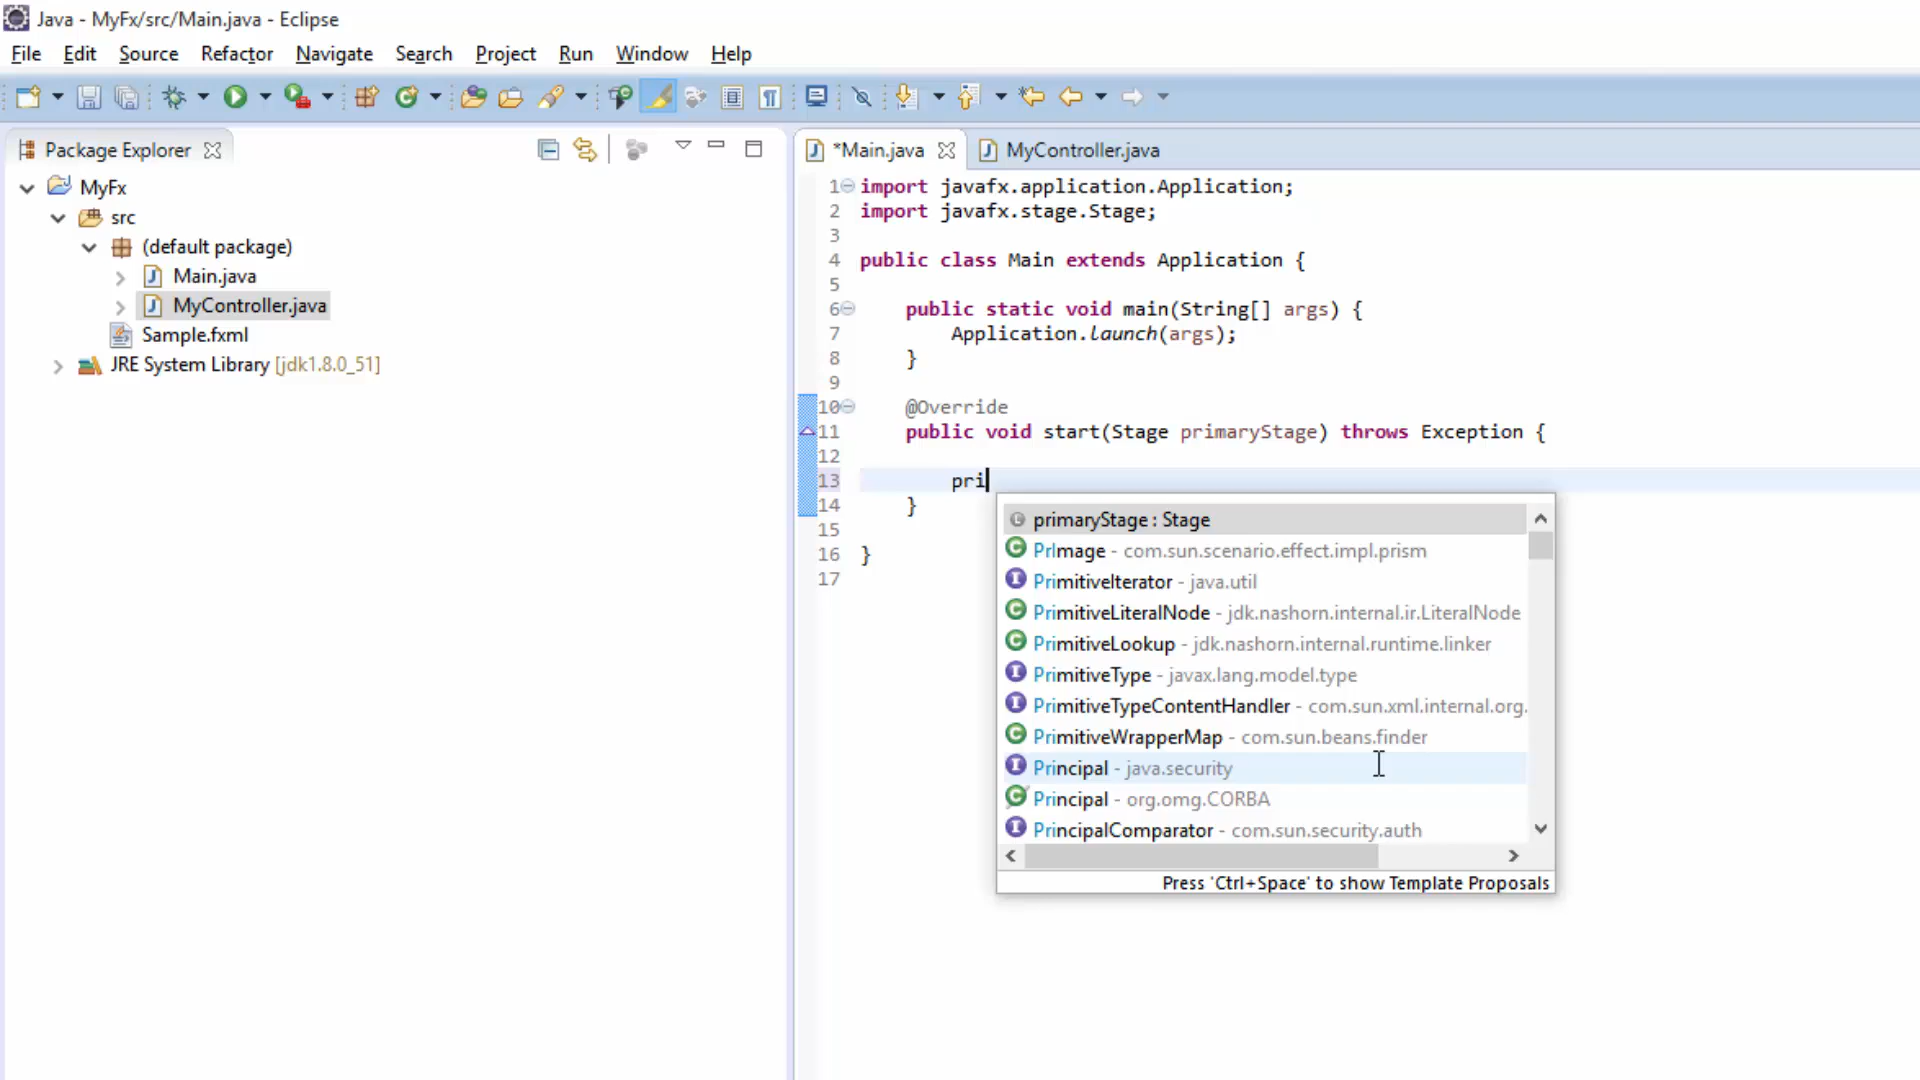 Java - MyFx/src/Main.java - Eclipse
File Edit Source Refactor Navigate Search Project Run Window Help
Package Explorer
MyFx
src
(default package)
Main.java
MyController.java
Sample.fxml
JRE System Library [jdk1.8.0_51]
*Main.java MyController.java
1 import javafx.application.Application;
2 import javafx.stage.Stage;
3
4 public class Main extends Application {
5
6 public static void main(String[] args) {
7 Application.launch(args);
8 }
9
10 @Override
11 public void start(Stage primaryStage) throws Exception {
12
13 pri
14 }
15
16 }
17
primaryStage : Stage
PrImage - com.sun.scenario.effect.impl.prism
PrimitiveIterator - java.util
PrimitiveLiteralNode - jdk.nashorn.internal.ir.LiteralNode
PrimitiveLookup - jdk.nashorn.internal.runtime.linker
PrimitiveType - javax.lang.model.type
PrimitiveTypeContentHandler - com.sun.xml.internal.org.
PrimitiveWrapperMap - com.sun.beans.finder
Principal - java.security
Principal - org.omg.CORBA
PrincipalComparator - com.sun.security.auth
Press 'Ctrl+Space' to show Template Proposals